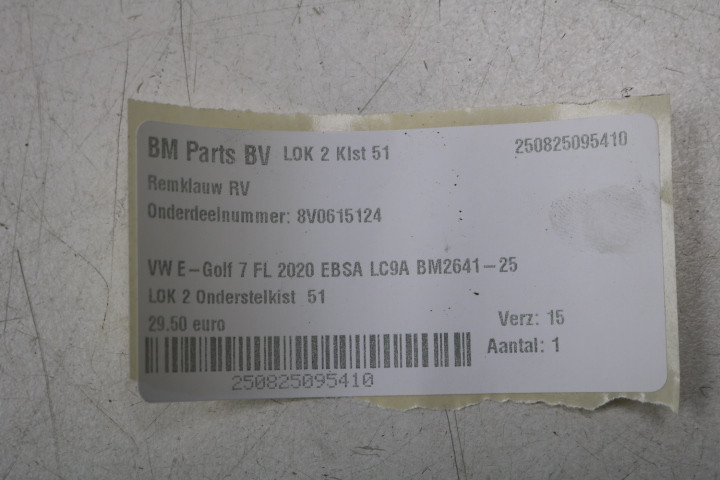 BM Parts BV LOK 2 Klst 51 250825095410
Remklauw RV
Onderdeelnummer: 8V0615124
VW E-Golf 7 FL 2020 EBSA LC9A BM2641-25
LOK 2 Onderstelkist 51
29.50 euro Verz: 15
Aantal: 1
250825095410